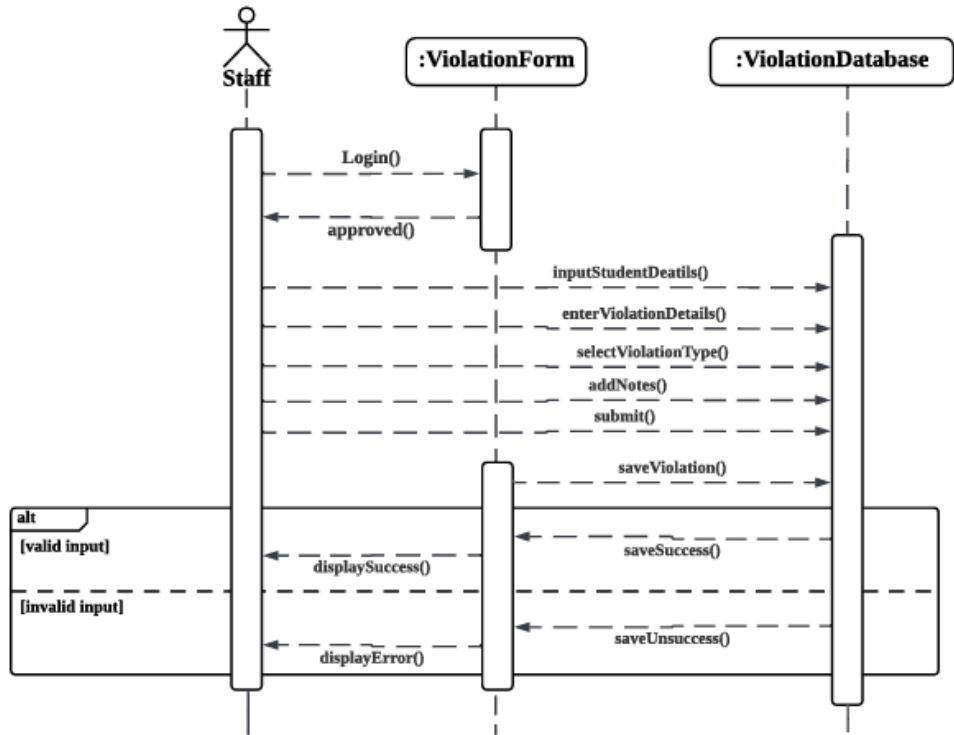 Staff
:ViolationForm
:ViolationDatabase
Login()
approved()
inputStudentDeatils()
enterViolationDetails()
selectViolationType()
addNotes()
submit()
saveViolation()
alt
[valid input]
saveSuccess()
displaySuccess()
[invalid input]
saveUnsuccess()
displayError()